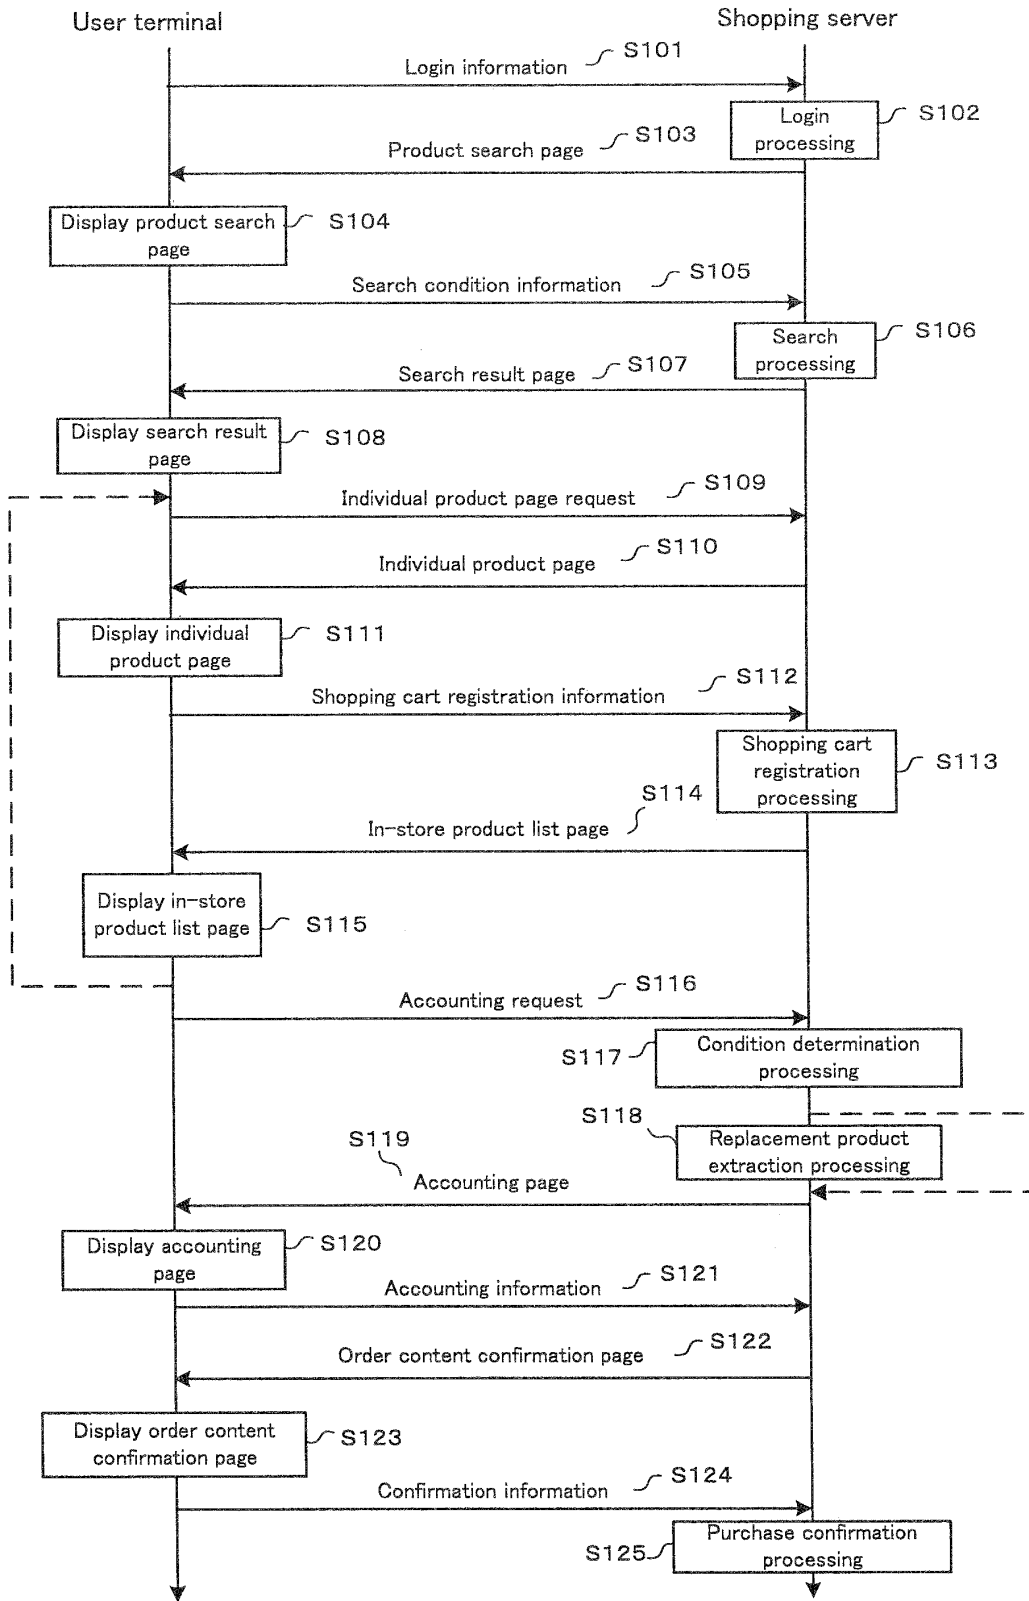 User terminal
Shopping server
S101
Login information
Login
processing
S102
S103
Product search page
Display product search
page
S104
S105
Search condition information
Search
processing
S106
S107
Search result page
Display search result
page
S108
S109
Individual product page request
S110
Individual product page
Display individual
product page
S111
S112
Shopping cart registration information
Shopping cart
registration
processing
S113
S114
In-store product list page
Display in-store
product list page
S115
S116
Accounting request
S117
Condition determination
processing
S118
Replacement product
extraction processing
S119
Accounting page
Display accounting
page
S120
S121
Accounting information
S122
Order content confirmation page
Display order content
confirmation page
S123
S124
Confirmation information
S125
Purchase confirmation
processing